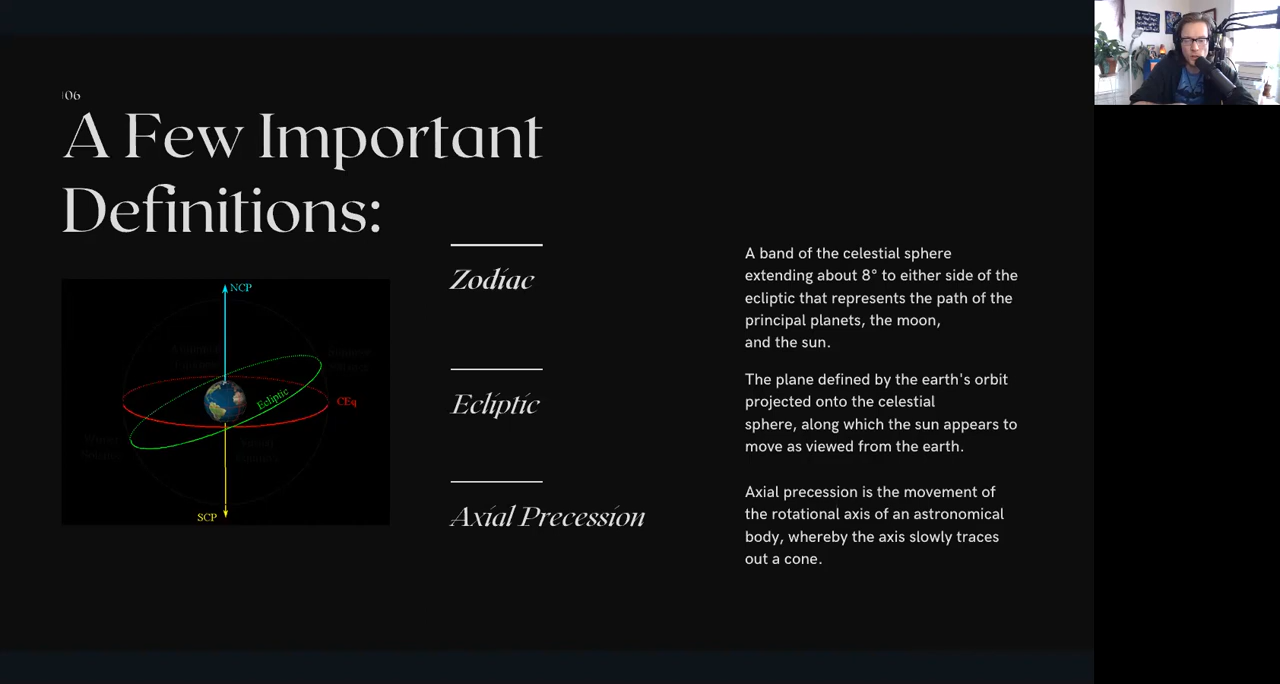 06
A Few Important
Definitions:
NCP
Ecliptic
CEq
SCP
Zodiac
A band of the celestial sphere
extending about 8° to either side of the
ecliptic that represents the path of the
principal planets, the moon,
and the sun.
Ecliptic
The plane defined by the earth's orbit
projected onto the celestial
sphere, along which the sun appears to
move as viewed from the earth.
Axial Precession
Axial precession is the movement of
the rotational axis of an astronomical
body, whereby the axis slowly traces
out a cone.